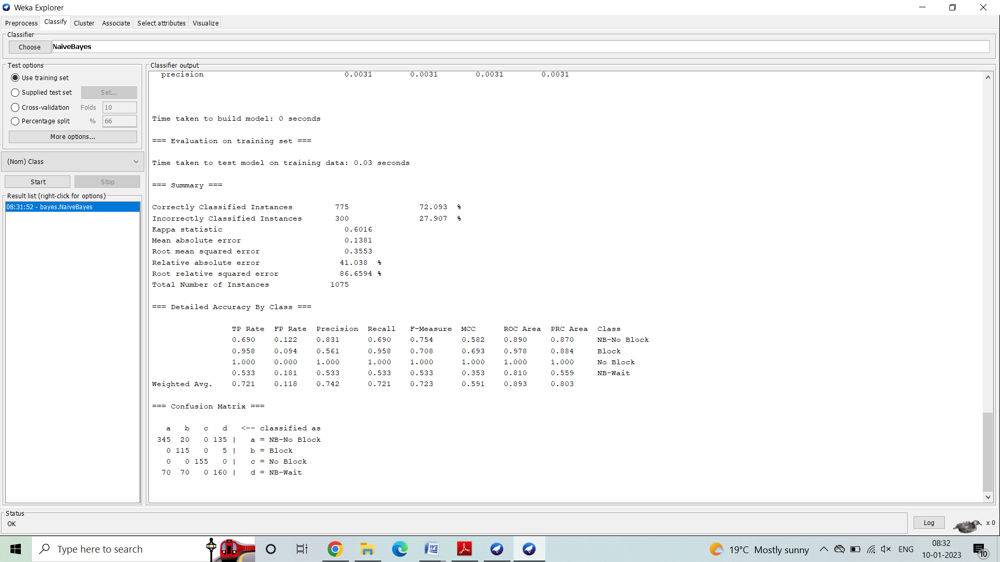 Weka Explorer
Preprocess Classify Cluster Associate Select attributes Visualize
Classifier
Choose NaiveBayes
Test options
Use training set
Supplied test set Set...
Cross-validation Folds 10
Percentage split % 66
More options...
(Nom) Class
Start Stop
Result list (right-click for options)
08:31:52 - bayes.NaiveBayes
Classifier output
precision 0.0031 0.0031 0.0031 0.0031
Time taken to build model: 0 seconds
=== Evaluation on training set ===
Time taken to test model on training data: 0.03 seconds
=== Summary ===
Correctly Classified Instances 775 72.093 %
Incorrectly Classified Instances 300 27.907 %
Kappa statistic 0.6016
Mean absolute error 0.1381
Root mean squared error 0.3553
Relative absolute error 41.038 %
Root relative squared error 86.6594 %
Total Number of Instances 1075
=== Detailed Accuracy By Class ===
TP Rate FP Rate Precision Recall F-Measure MCC ROC Area PRC Area Class
0.690 0.122 0.831 0.690 0.754 0.582 0.890 0.870 NB-No Block
0.958 0.094 0.561 0.958 0.708 0.693 0.978 0.884 Block
1.000 0.000 1.000 1.000 1.000 1.000 1.000 1.000 No Block
0.533 0.181 0.533 0.533 0.533 0.353 0.810 0.559 NB-Wait
Weighted Avg. 0.721 0.118 0.742 0.721 0.723 0.591 0.893 0.803
=== Confusion Matrix ===
a b c d <-- classified as
345 20 0 135 | a = NB-No Block
0 115 0 5 | b = Block
0 0 155 0 | c = No Block
70 70 0 160 | d = NB-Wait
Status
OK
Log x 0
Type here to search
19°C Mostly sunny
ENG
08:32
10-01-2023
10